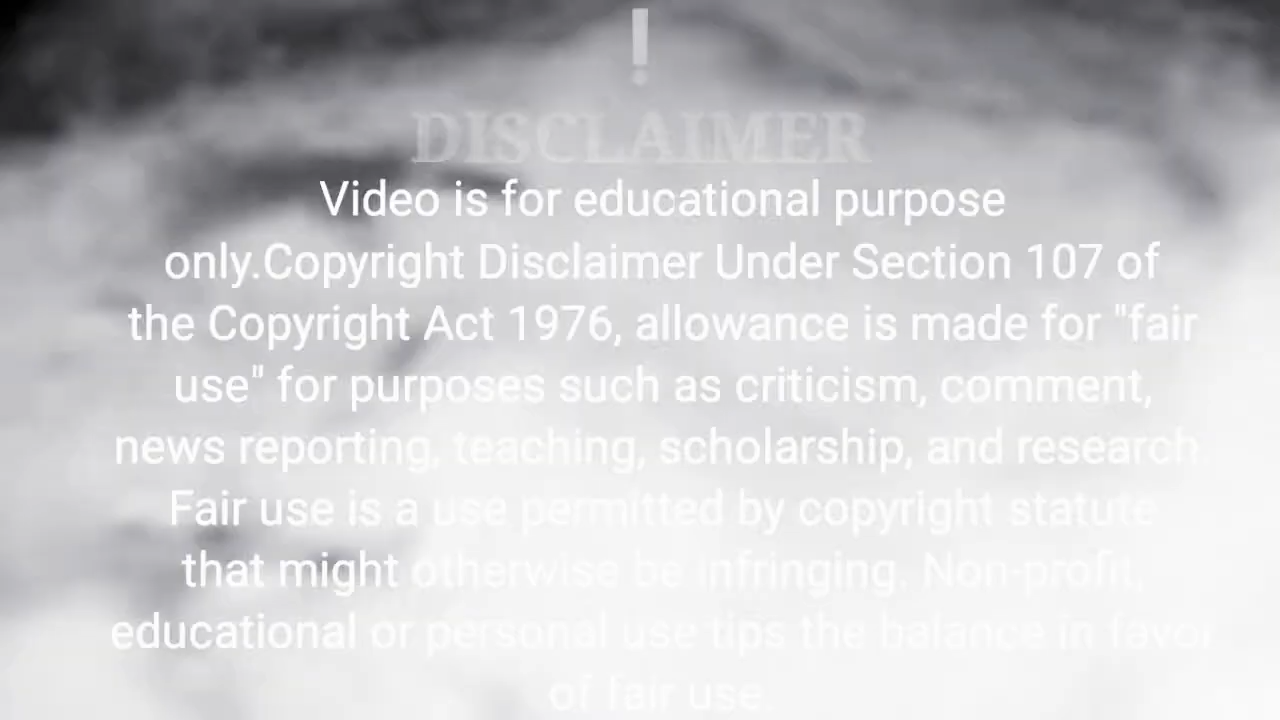 !
DISCLAIMER
Video is for educational purpose
only.Copyright Disclaimer Under Section 107 of
the Copyright Act 1976, allowance is made for "fair
use" for purposes such as criticism, comment,
news reporting, teaching, scholarship, and research.
Fair use is a use permitted by copyright statute
that might otherwise be infringing. Non-profit,
educational or personal use tips the balance in favor
of fair use.